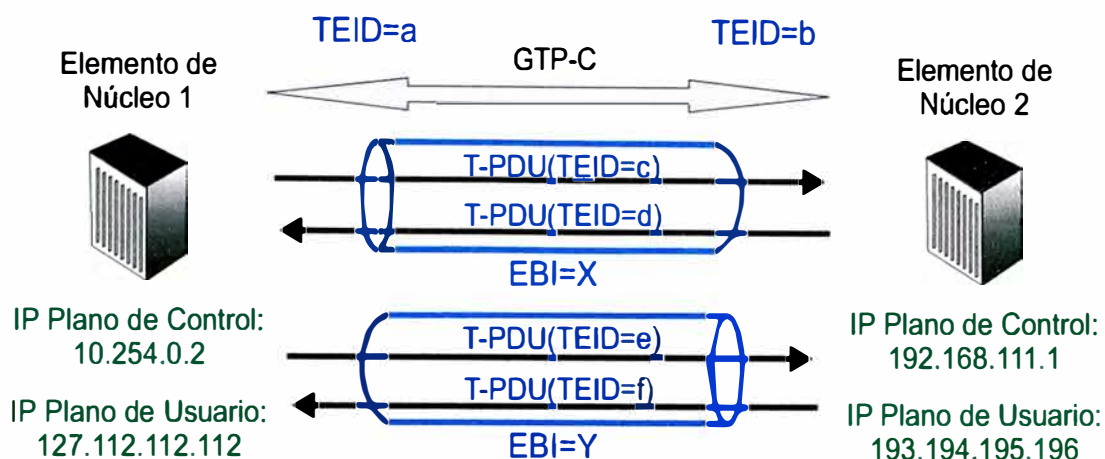 TEID=a
TEID=b
GTP-C
Elemento de
Núcleo 1
Elemento de
Núcleo 2
T-PDU(TEID=c)
T-PDU(TEID=d)
EBI=X
IP Plano de Control:
10.254.0.2
IP Plano de Control:
192.168.111.1
T-PDU(TEID=e)
T-PDU(TEID=f)
EBI=Y
IP Plano de Usuario:
127.112.112.112
IP Plano de Usuario:
193.194.195.196